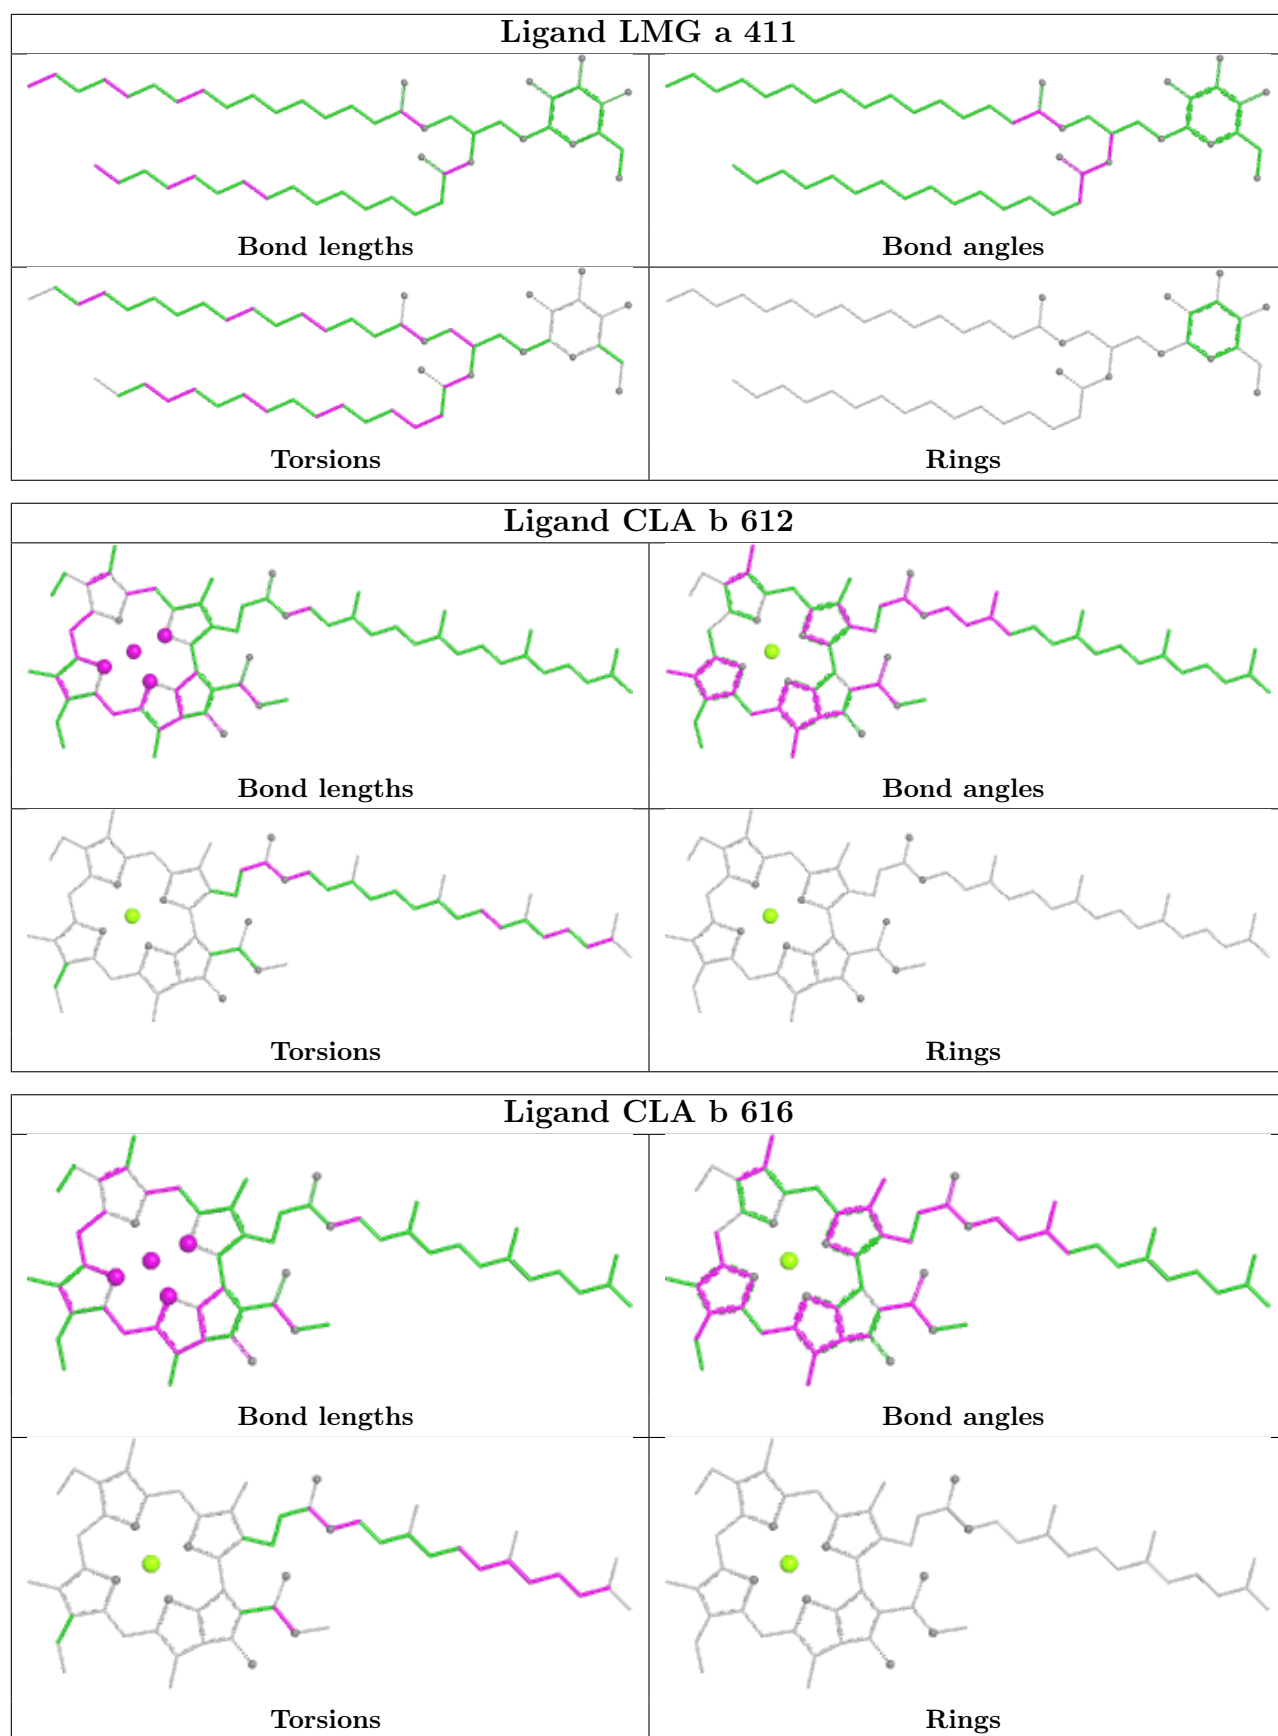 Ligand LMG a 411
Bond lengths
Bond angles
Torsions
Rings
Ligand CLA b 612
Bond lengths
Bond angles
Torsions
Rings
Ligand CLA b 616
Bond lengths
Bond angles
Torsions
Rings